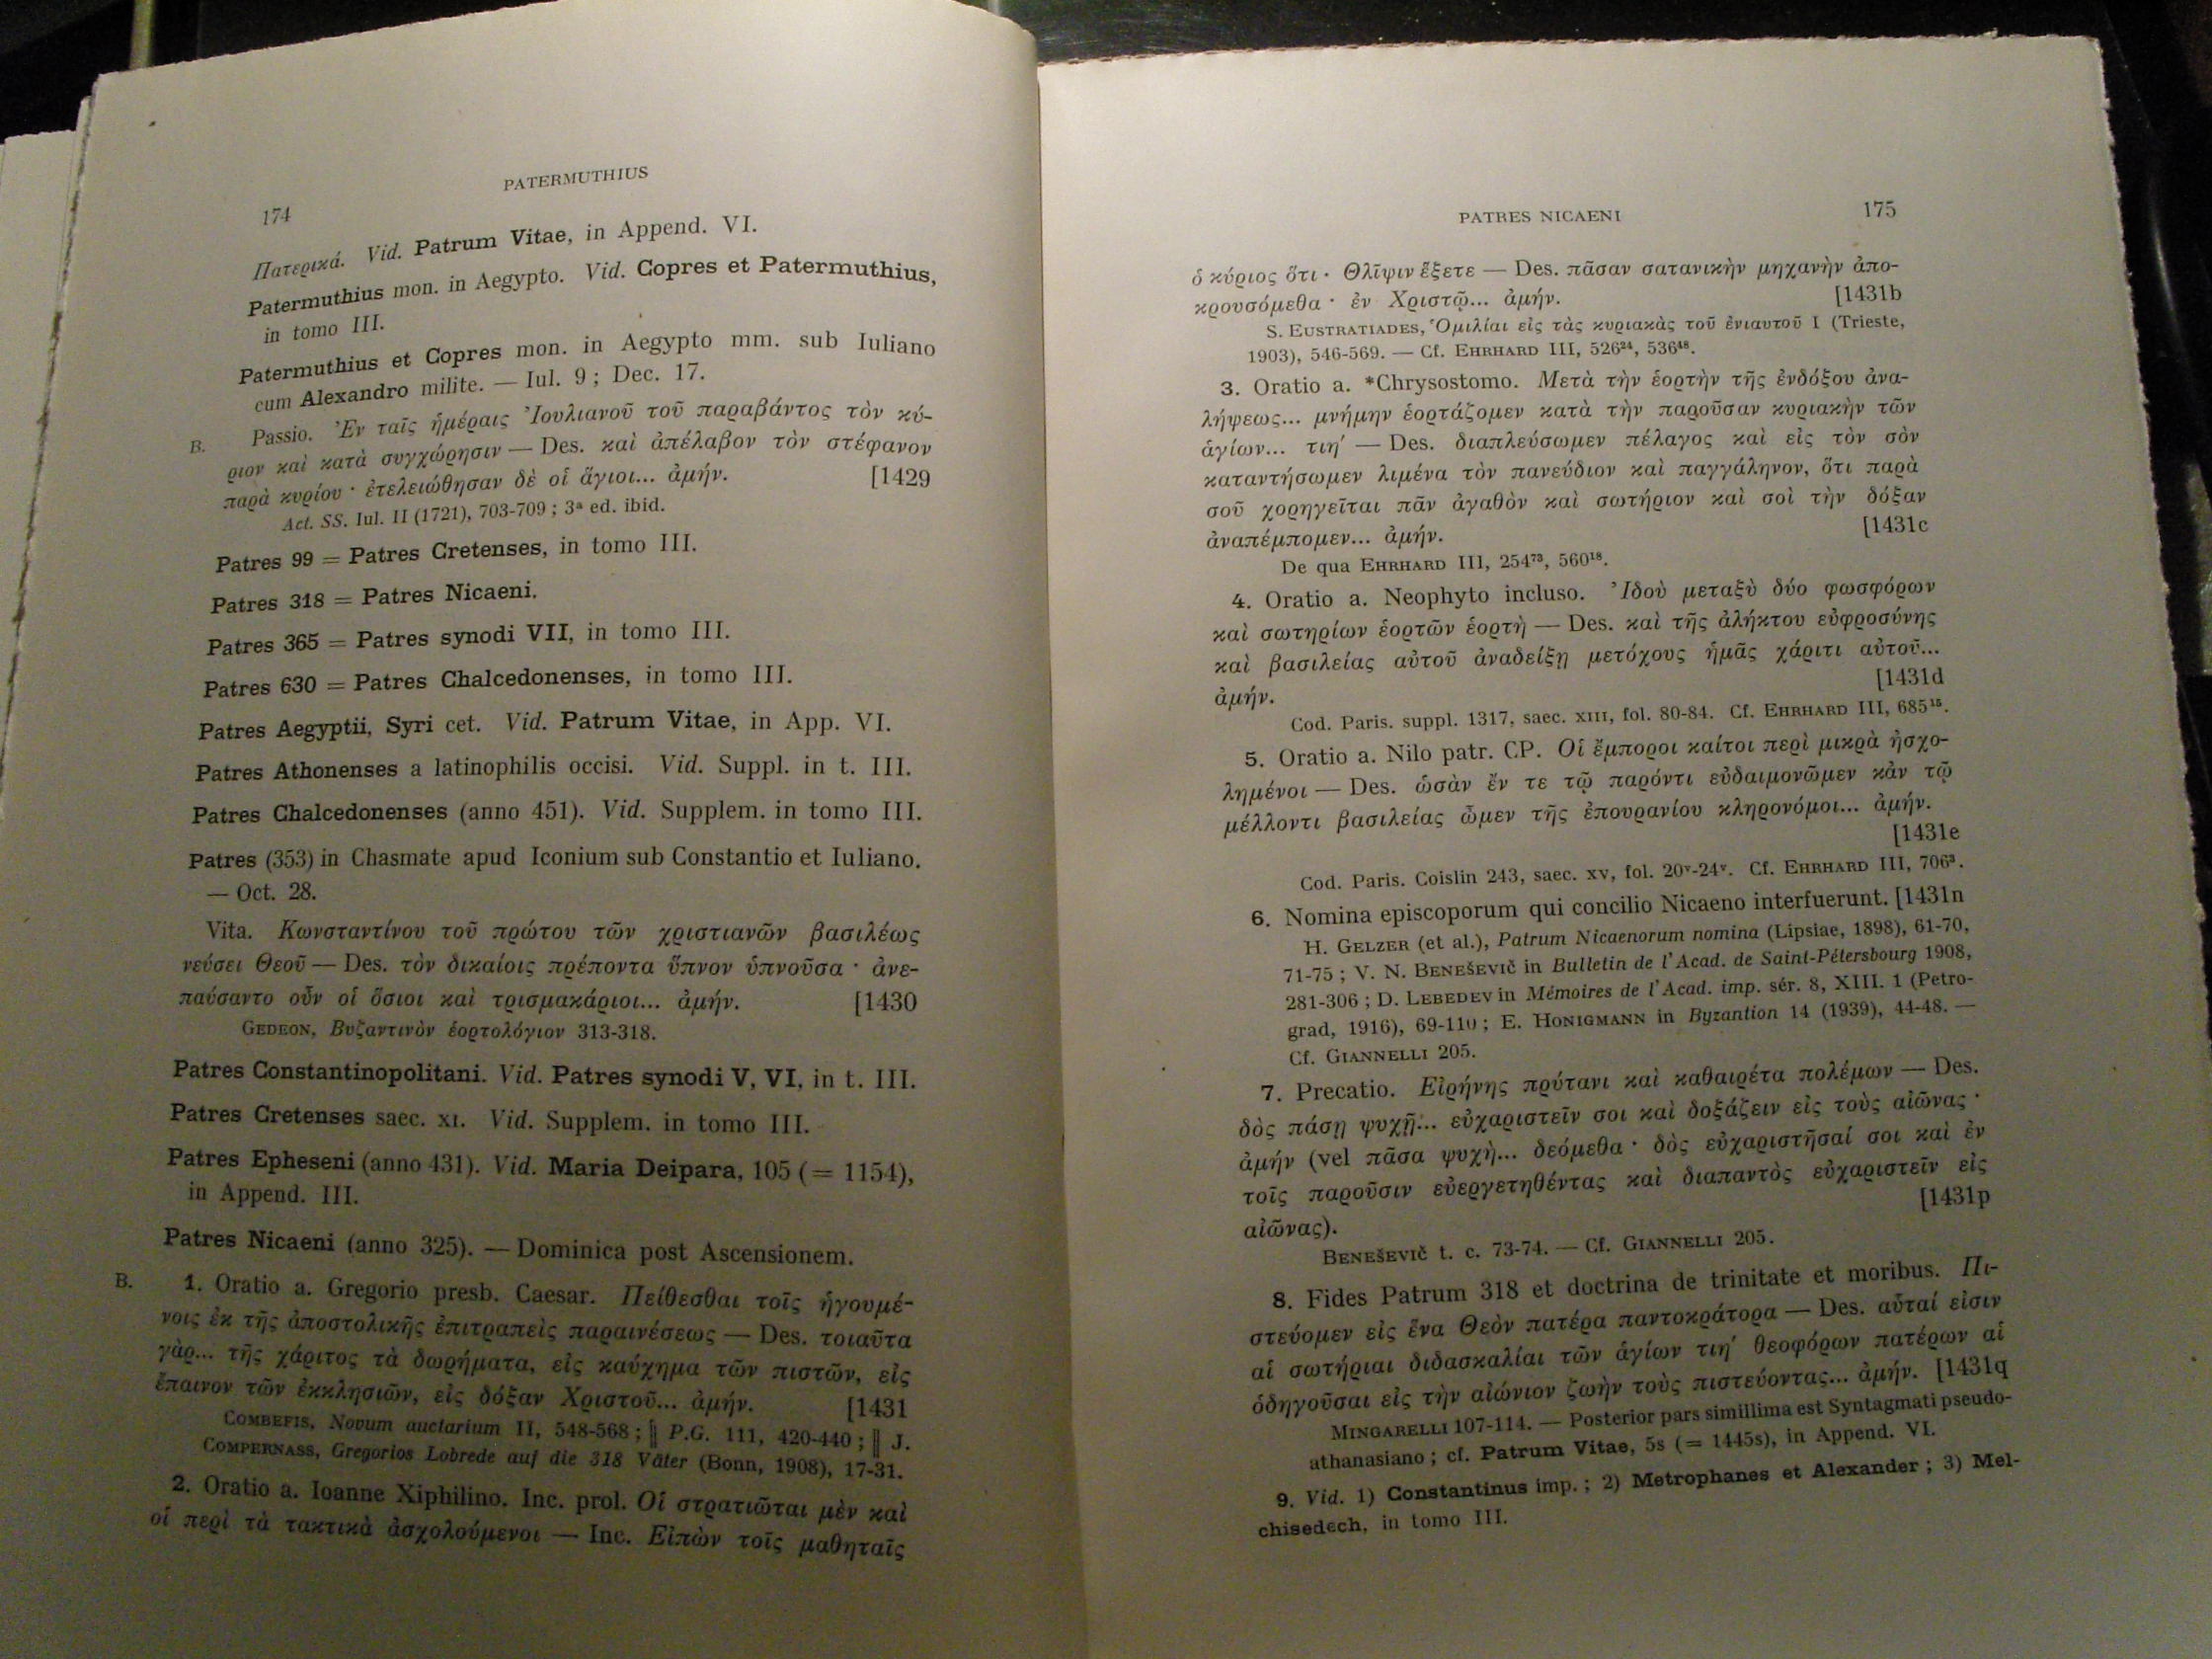 PATERMUTHIUS
174
Πατερικά. Vid. Patrum Vitae, in Append. VI.
Patermuthius mon. in Aegypto. Vid. Copres et Patermuthius,
in tomo III.
Patermuthius et Copres mon. in Aegypto mm. sub Iuliano
cum Alexandro milite. — Iul. 9 ; Dec. 17.
B. Passio. Ἐν ταῖς ἡμέραις Ἰουλιανοῦ τοῦ παραβάντος τὸν κύ-
ριον καὶ κατὰ συγχώρησιν — Des. καὶ ἀπέλαβον τὸν στέφανον
παρὰ κυρίου · ἐτελειώθησαν δὲ οἱ ἅγιοι... ἀμήν. [1429
Act. SS. Iul. II (1721), 703-709 ; 3ª ed. ibid.
Patres 99 = Patres Cretenses, in tomo III.
Patres 318 = Patres Nicaeni.
Patres 365 = Patres synodi VII, in tomo III.
Patres 630 = Patres Chalcedonenses, in tomo III.
Patres Aegyptii, Syri cet. Vid. Patrum Vitae, in App. VI.
Patres Athonenses a latinophilis occisi. Vid. Suppl. in t. III.
Patres Chalcedonenses (anno 451). Vid. Supplem. in tomo III.
Patres (353) in Chasmate apud Iconium sub Constantio et Iuliano.
— Oct. 28.
Vita. Κωνσταντίνου τοῦ πρώτου τῶν χριστιανῶν βασιλέως
νεύσει Θεοῦ — Des. τὸν δικαίοις πρέποντα ὕπνον ὑπνοῦσα · ἀνε-
παύσαντο οὖν οἱ ὅσιοι καὶ τρισμακάριοι... ἀμήν. [1430
GEDEON, Βυζαντινὸν ἑορτολόγιον 313-318.
Patres Constantinopolitani. Vid. Patres synodi V, VI, in t. III.
Patres Cretenses saec. XI. Vid. Supplem. in tomo III.
Patres Epheseni (anno 431). Vid. Maria Deipara, 105 (= 1154),
in Append. III.
Patres Nicaeni (anno 325). — Dominica post Ascensionem.
B. 1. Oratio a. Gregorio presb. Caesar. Πείθεσθαι τοῖς ἡγουμέ-
νοις ἐκ τῆς ἀποστολικῆς ἐπιτραπεὶς παραινέσεως — Des. τοιαῦτα
γὰρ... τῆς χάριτος τὰ δωρήματα, εἰς καύχημα τῶν πιστῶν, εἰς
ἔπαινον τῶν ἐκκλησιῶν, εἰς δόξαν Χριστοῦ... ἀμήν. [1431
COMBEFIS, Novum auctarium II, 548-568 ; || P.G. 111, 420-440 ; || J.
COMPERNASS, Gregorios Lobrede auf die 318 Väter (Bonn, 1908), 17-31.
2. Oratio a. Ioanne Xiphilino. Inc. prol. Οἱ στρατιῶται μὲν καὶ
οἱ περὶ τὰ τακτικὰ ἀσχολούμενοι — Inc. Εἰπὼν τοῖς μαθηταῖς
PATRES NICAENI 175
ὁ κύριος ὅτι · Θλῖψιν ἕξετε — Des. πᾶσαν σατανικὴν μηχανὴν ἀπο-
κρουσόμεθα · ἐν Χριστῷ... ἀμήν. [1431b
S. EUSTRATIADES, Ὁμιλίαι εἰς τὰς κυριακὰς τοῦ ἐνιαυτοῦ I (Trieste,
1903), 546-569. — Cf. EHRHARD III, 526²⁴, 536⁴⁸.
3. Oratio a. *Chrysostomo. Μετὰ τὴν ἑορτὴν τῆς ἐνδόξου ἀνα-
λήψεως... μνήμην ἑορτάζομεν κατὰ τὴν παροῦσαν κυριακὴν τῶν
ἁγίων... τιη′ — Des. διαπλεύσωμεν πέλαγος καὶ εἰς τὸν σὸν
καταντήσωμεν λιμένα τὸν πανεύδιον καὶ παγγάληνον, ὅτι παρὰ
σοῦ χορηγεῖται πᾶν ἀγαθὸν καὶ σωτήριον καὶ σοὶ τὴν δόξαν
ἀναπέμπομεν... ἀμήν. [1431c
De qua EHRHARD III, 254⁷³, 560¹⁸.
4. Oratio a. Neophyto incluso. Ἰδοὺ μεταξὺ δύο φωσφόρων
καὶ σωτηρίων ἑορτῶν ἑορτὴ — Des. καὶ τῆς ἀλήκτου εὐφροσύνης
καὶ βασιλείας αὐτοῦ ἀναδείξῃ μετόχους ἡμᾶς χάριτι αὐτοῦ...
ἀμήν. [1431d
Cod. Paris. suppl. 1317, saec. XIII, fol. 80-84. Cf. EHRHARD III, 685¹⁵.
5. Oratio a. Nilo patr. CP. Οἱ ἔμποροι καίτοι περὶ μικρὰ ἠσχο-
λημένοι — Des. ὡσὰν ἔν τε τῷ παρόντι εὐδαιμονῶμεν κἀν τῷ
μέλλοντι βασιλείας ὦμεν τῆς ἐπουρανίου κληρονόμοι... ἀμήν.
[1431e
Cod. Paris. Coislin 243, saec. XV, fol. 20ᵛ-24ᵛ. Cf. EHRHARD III, 706³.
6. Nomina episcoporum qui concilio Nicaeno interfuerunt. [1431n
H. GELZER (et al.), Patrum Nicaenorum nomina (Lipsiae, 1898), 61-70,
71-75 ; V. N. BENEŠEVIČ in Bulletin de l'Acad. de Saint-Pétersbourg 1908,
281-306 ; D. LEBEDEV in Mémoires de l'Acad. imp. sér. 8, XIII. 1 (Petro-
grad, 1916), 69-110 ; E. HONIGMANN in Byzantion 14 (1939), 44-48. —
Cf. GIANNELLI 205.
7. Precatio. Εἰρήνης πρύτανι καὶ καθαιρέτα πολέμων — Des.
δὸς πάσῃ ψυχῇ... εὐχαριστεῖν σοι καὶ δοξάζειν εἰς τοὺς αἰῶνας ·
ἀμήν (vel πᾶσα ψυχὴ... δεόμεθα · δὸς εὐχαριστῆσαί σοι καὶ ἐν
τοῖς παροῦσιν εὐεργετηθέντας καὶ διαπαντὸς εὐχαριστεῖν εἰς
αἰῶνας). [1431p
BENEŠEVIČ t. c. 73-74. — Cf. GIANNELLI 205.
8. Fides Patrum 318 et doctrina de trinitate et moribus. Πι-
στεύομεν εἰς ἕνα Θεὸν πατέρα παντοκράτορα — Des. αὗταί εἰσιν
αἱ σωτήριαι διδασκαλίαι τῶν ἁγίων τιη′ θεοφόρων πατέρων αἱ
ὁδηγοῦσαι εἰς τὴν αἰώνιον ζωὴν τοὺς πιστεύοντας... ἀμήν. [1431q
MINGARELLI 107-114. — Posterior pars simillima est Syntagmati pseudo-
athanasiano ; cf. Patrum Vitae, 5s (= 1445s), in Append. VI.
9. Vid. 1) Constantinus imp. ; 2) Metrophanes et Alexander ; 3) Mel-
chisedech, in tomo III.